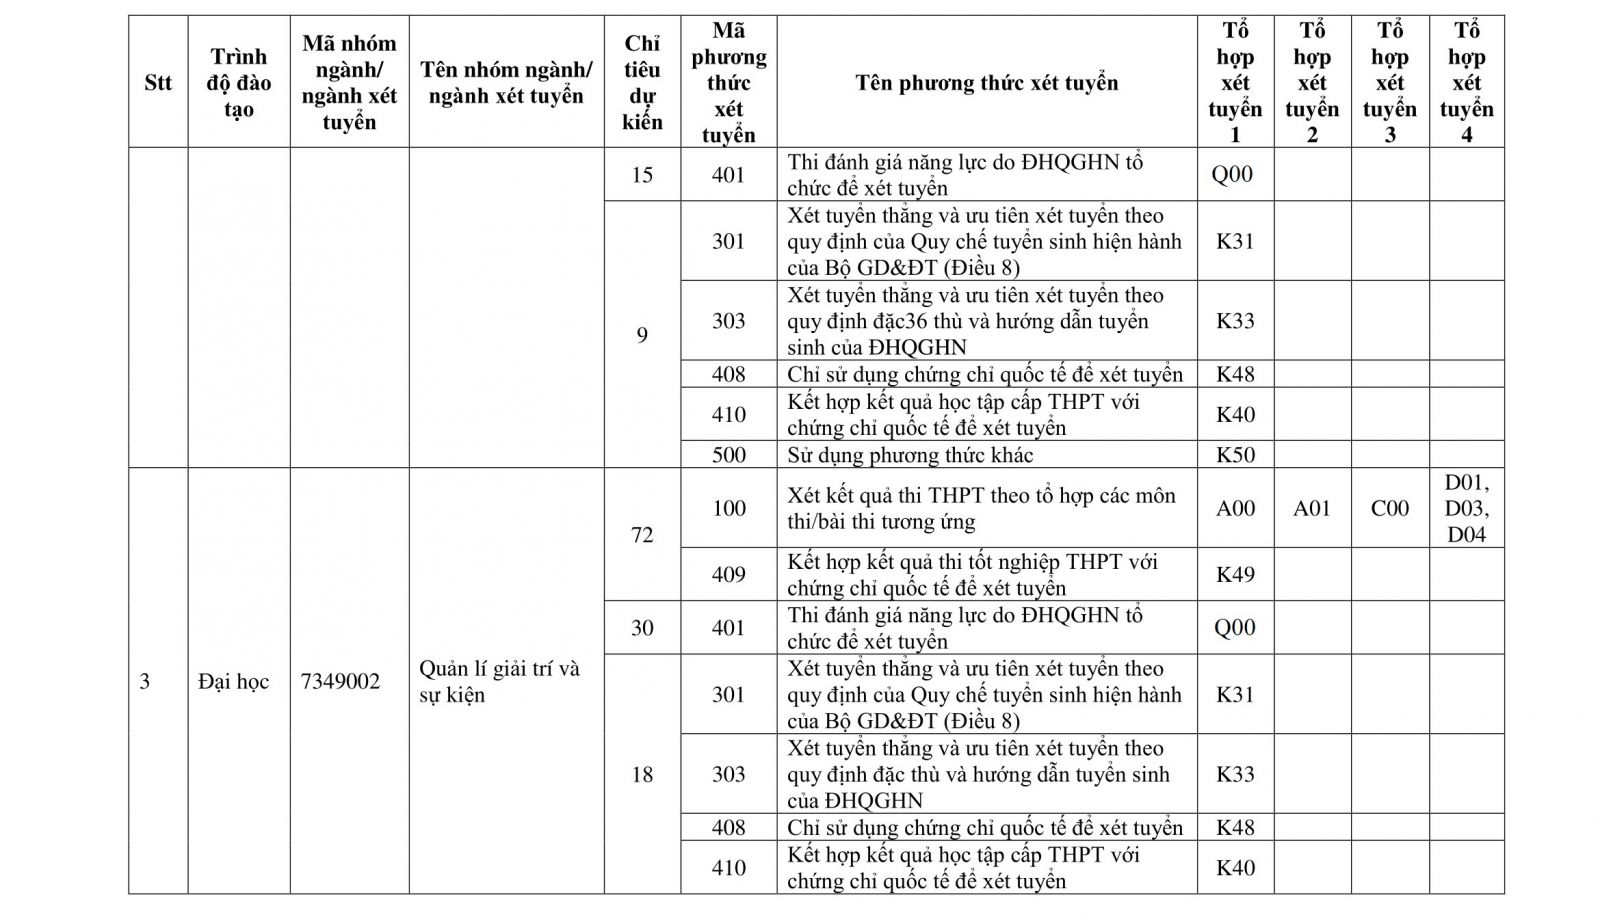 Stt
Trình
độ đào
tạo
Mã nhóm
ngành/
ngành xét
tuyển
Tên nhóm ngành/
ngành xét tuyển
Chỉ
tiêu
dự
kiến
Mã
phương
thức
xét
tuyển
Tên phương thức xét tuyển
Tổ
hợp
xét
tuyển
1
Tổ
hợp
xét
tuyển
2
Tổ
hợp
xét
tuyển
3
Tổ
hợp
xét
tuyển
4
15
401
Thi đánh giá năng lực do ĐHQGHN tổ
chức để xét tuyển
Q00
9
301
Xét tuyển thẳng và ưu tiên xét tuyển theo
quy định của Quy chế tuyển sinh hiện hành
của Bộ GD&ĐT (Điều 8)
K31
303
Xét tuyển thẳng và ưu tiên xét tuyển theo
quy định đặc36 thù và hướng dẫn tuyển
sinh của ĐHQGHN
K33
408
Chỉ sử dụng chứng chỉ quốc tế để xét tuyển
K48
410
Kết hợp kết quả học tập cấp THPT với
chứng chỉ quốc tế để xét tuyển
K40
500
Sử dụng phương thức khác
K50
3
Đại học
7349002
Quản lí giải trí và
sự kiện
72
100
Xét kết quả thi THPT theo tổ hợp các môn
thi/bài thi tương ứng
A00
A01
C00
D01,
D03,
D04
409
Kết hợp kết quả thi tốt nghiệp THPT với
chứng chỉ quốc tế để xét tuyển
K49
30
401
Thi đánh giá năng lực do ĐHQGHN tổ
chức để xét tuyển
Q00
18
301
Xét tuyển thẳng và ưu tiên xét tuyển theo
quy định của Quy chế tuyển sinh hiện hành
của Bộ GD&ĐT (Điều 8)
K31
303
Xét tuyển thẳng và ưu tiên xét tuyển theo
quy định đặc thù và hướng dẫn tuyển sinh
của ĐHQGHN
K33
408
Chỉ sử dụng chứng chỉ quốc tế để xét tuyển
K48
410
Kết hợp kết quả học tập cấp THPT với
chứng chỉ quốc tế để xét tuyển
K40